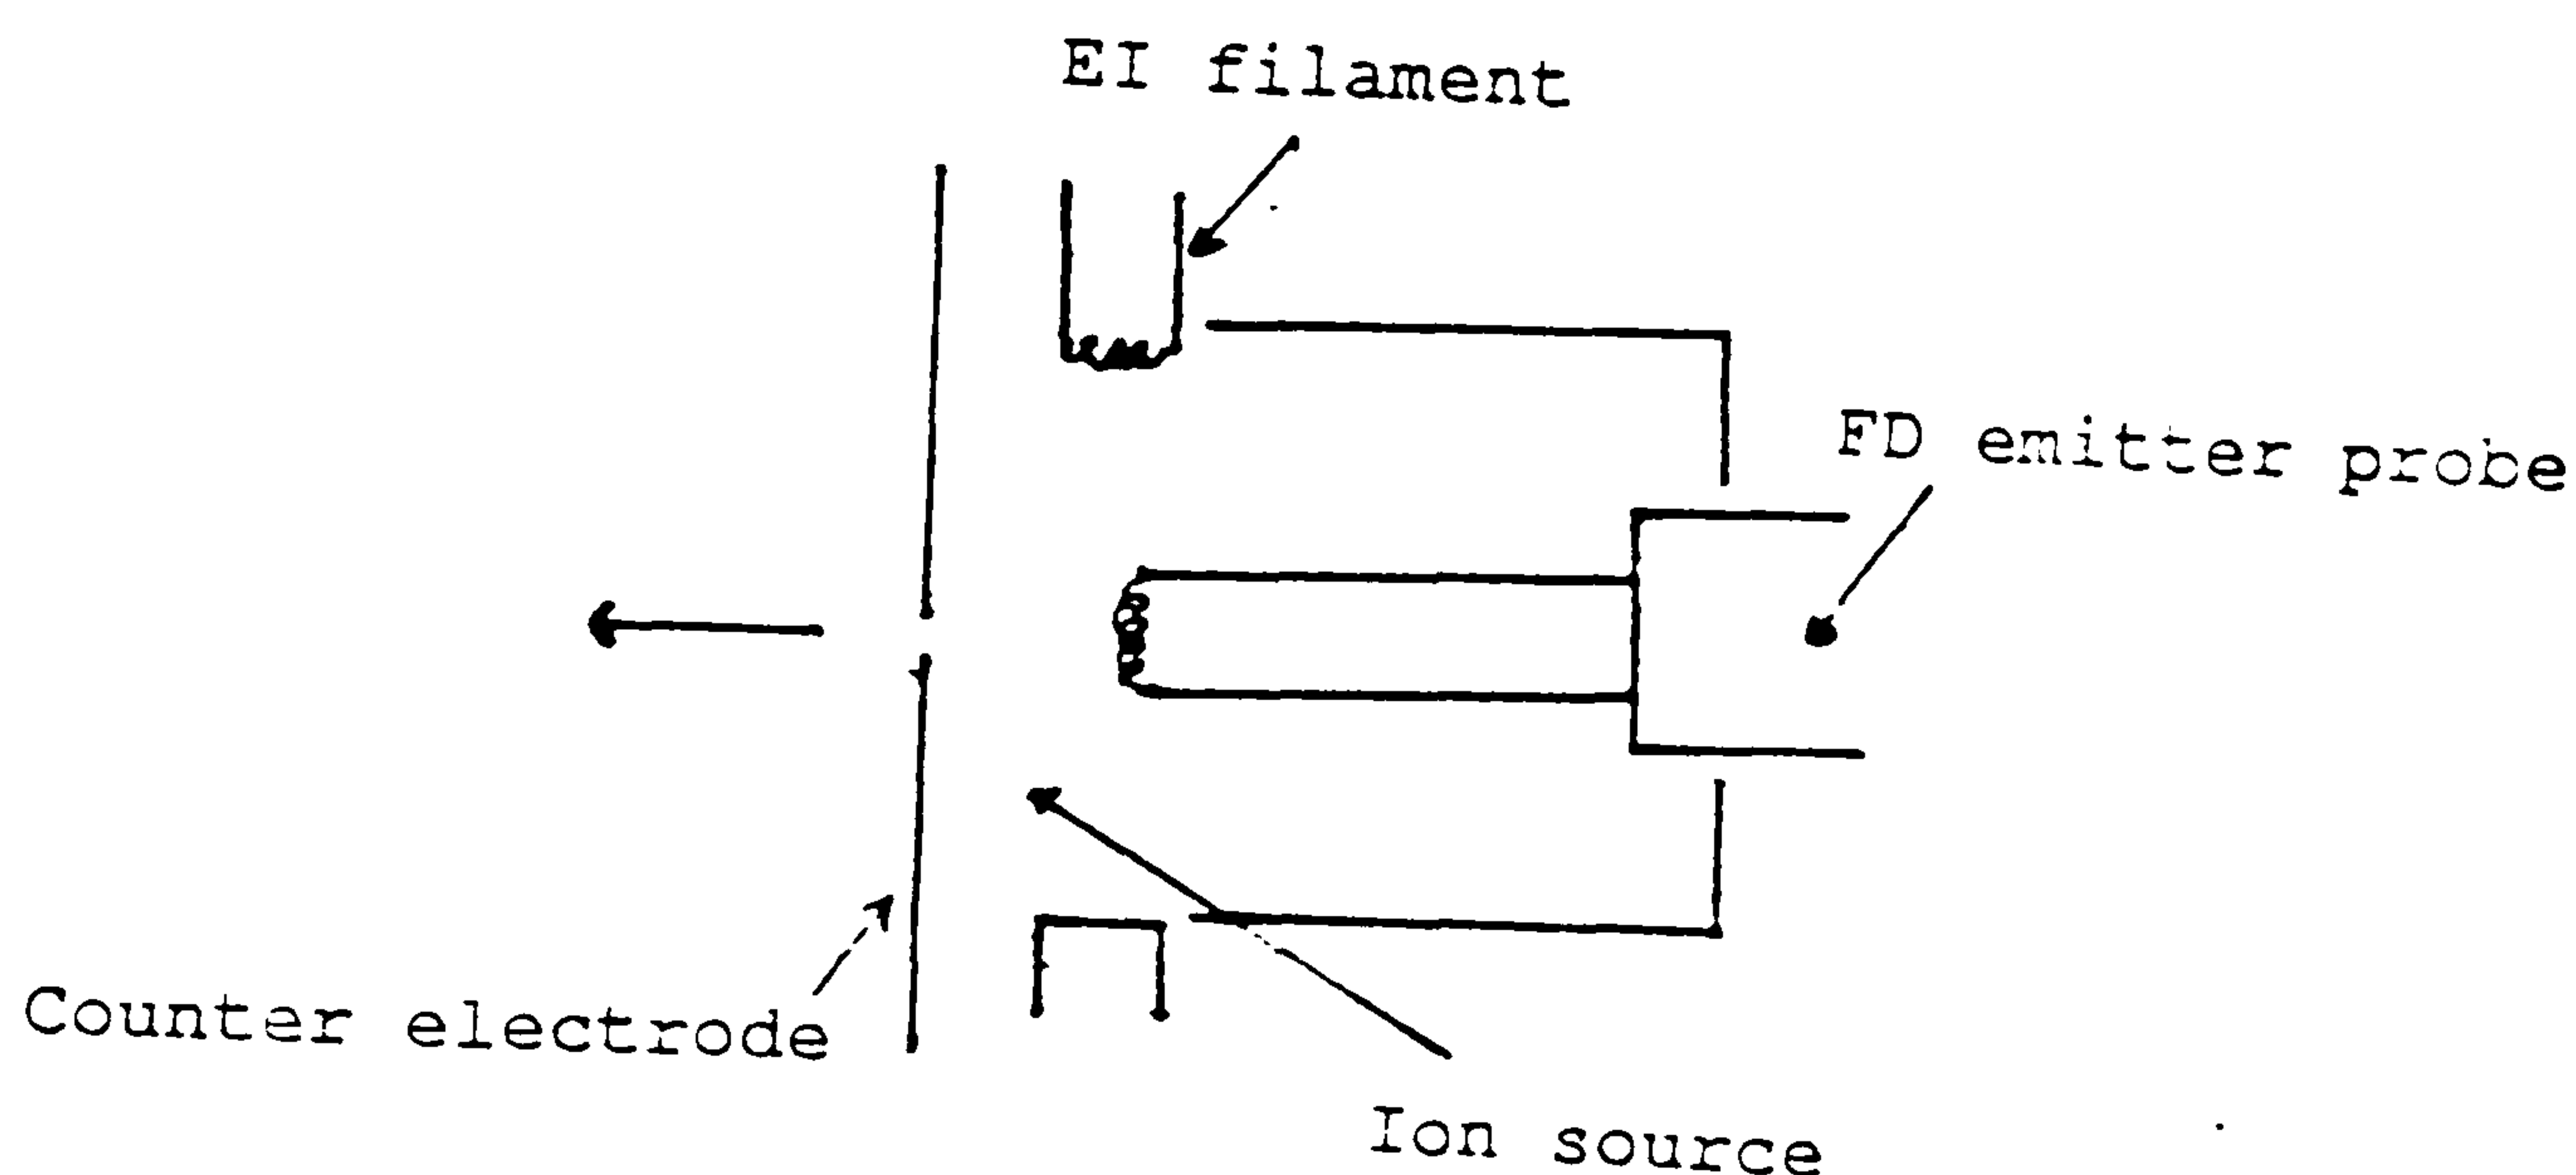 EI filament
FD emitter probe
Counter electrode
Ion source